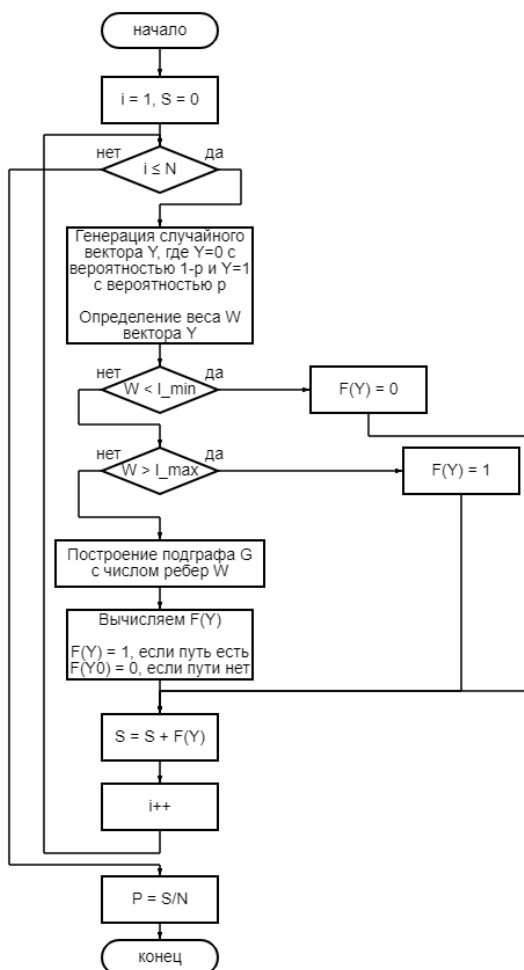 начало
i = 1, S = 0
нет
да
i ≤ N
Генерация случайного
вектора Y, где Y=0 с
вероятностью 1-p и Y=1
с вероятностью p
Определение веса W
вектора Y
нет
да
W < I_min
F(Y) = 0
нет
да
W > I_max
F(Y) = 1
Построение подграфа G
с числом ребер W
Вычисляем F(Y)
F(Y) = 1, если путь есть
F(Y0) = 0, если пути нет
S = S + F(Y)
i++
P = S/N
конец